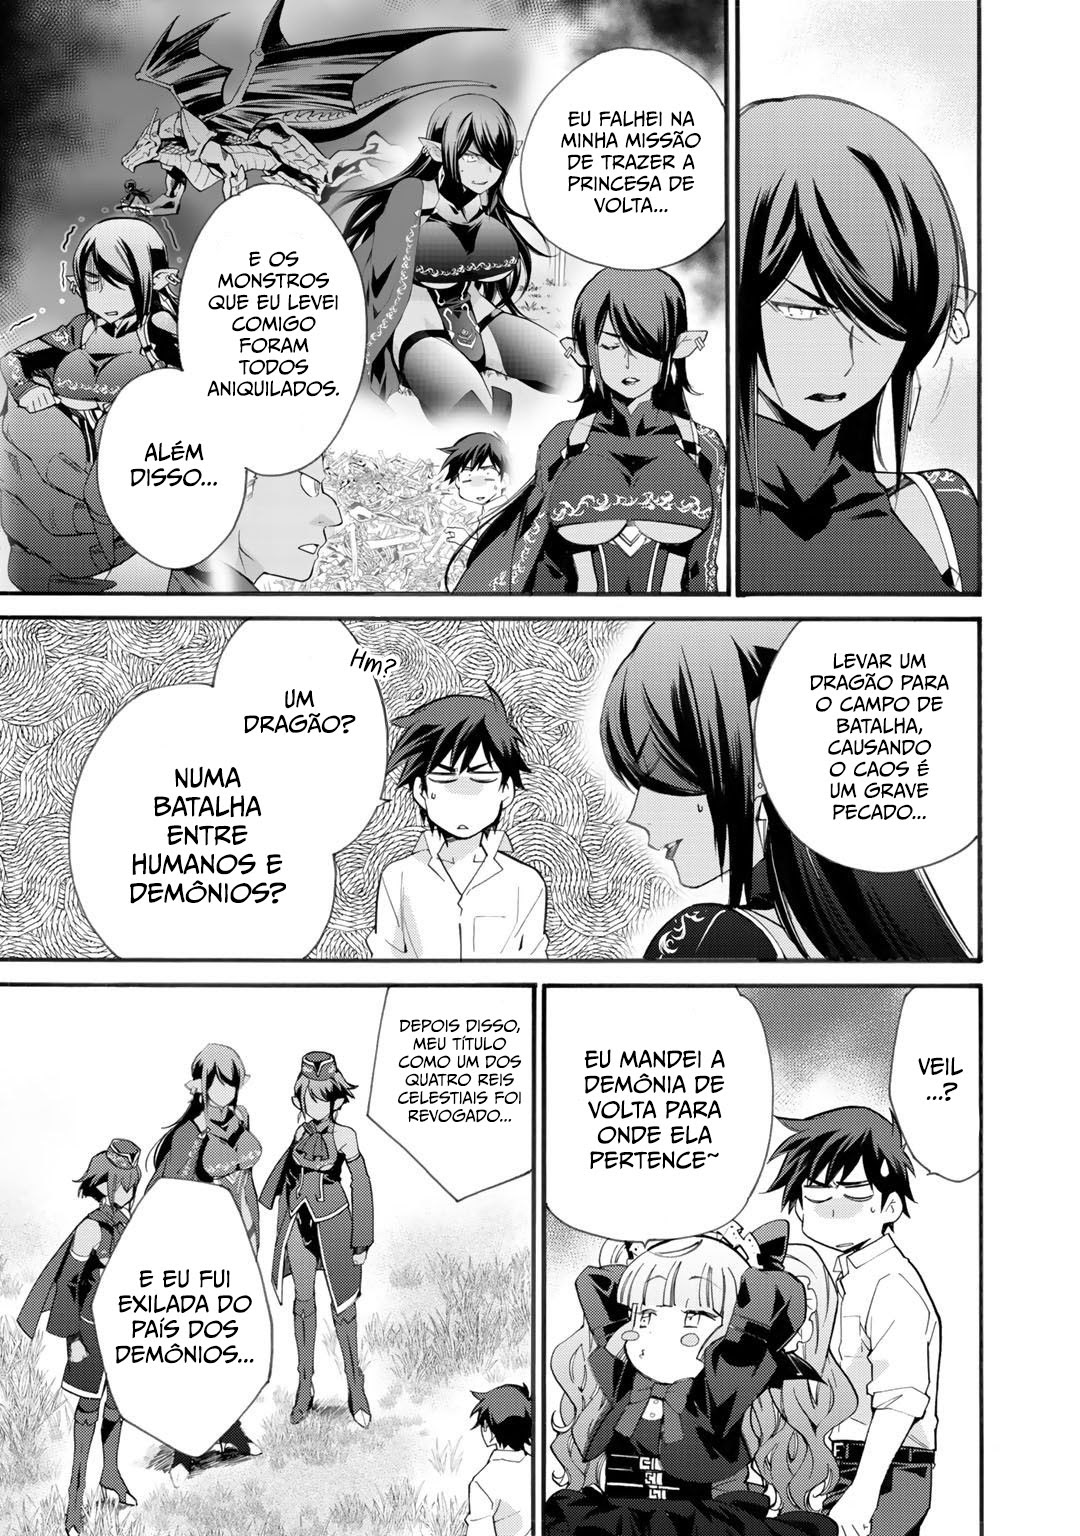 EU FALHEI NA
MINHA MISSÃO
DE TRAZER A
PRINCESA DE
VOLTA...
E OS
MONSTROS
QUE EU LEVEI
COMIGO
FORAM
TODOS
ANIQUILADOS.
ALÉM
DISSO...
LEVAR UM
DRAGÃO PARA
O CAMPO DE
BATALHA,
CAUSANDO
O CAOS É
UM GRAVE
PECADO...
Hm?
UM
DRAGÃO?
NUMA
BATALHA
ENTRE
HUMANOS E
DEMÔNIOS?
VEIL
...?
EU MANDEI A
DEMÔNIA DE
VOLTA PARA
ONDE ELA
PERTENCE~
DEPOIS DISSO,
MEU TÍTULO
COMO UM DOS
QUATRO REIS
CELESTIAIS FOI
REVOGADO...
E EU FUI
EXILADA DO
PAÍS DOS
DEMÔNIOS...